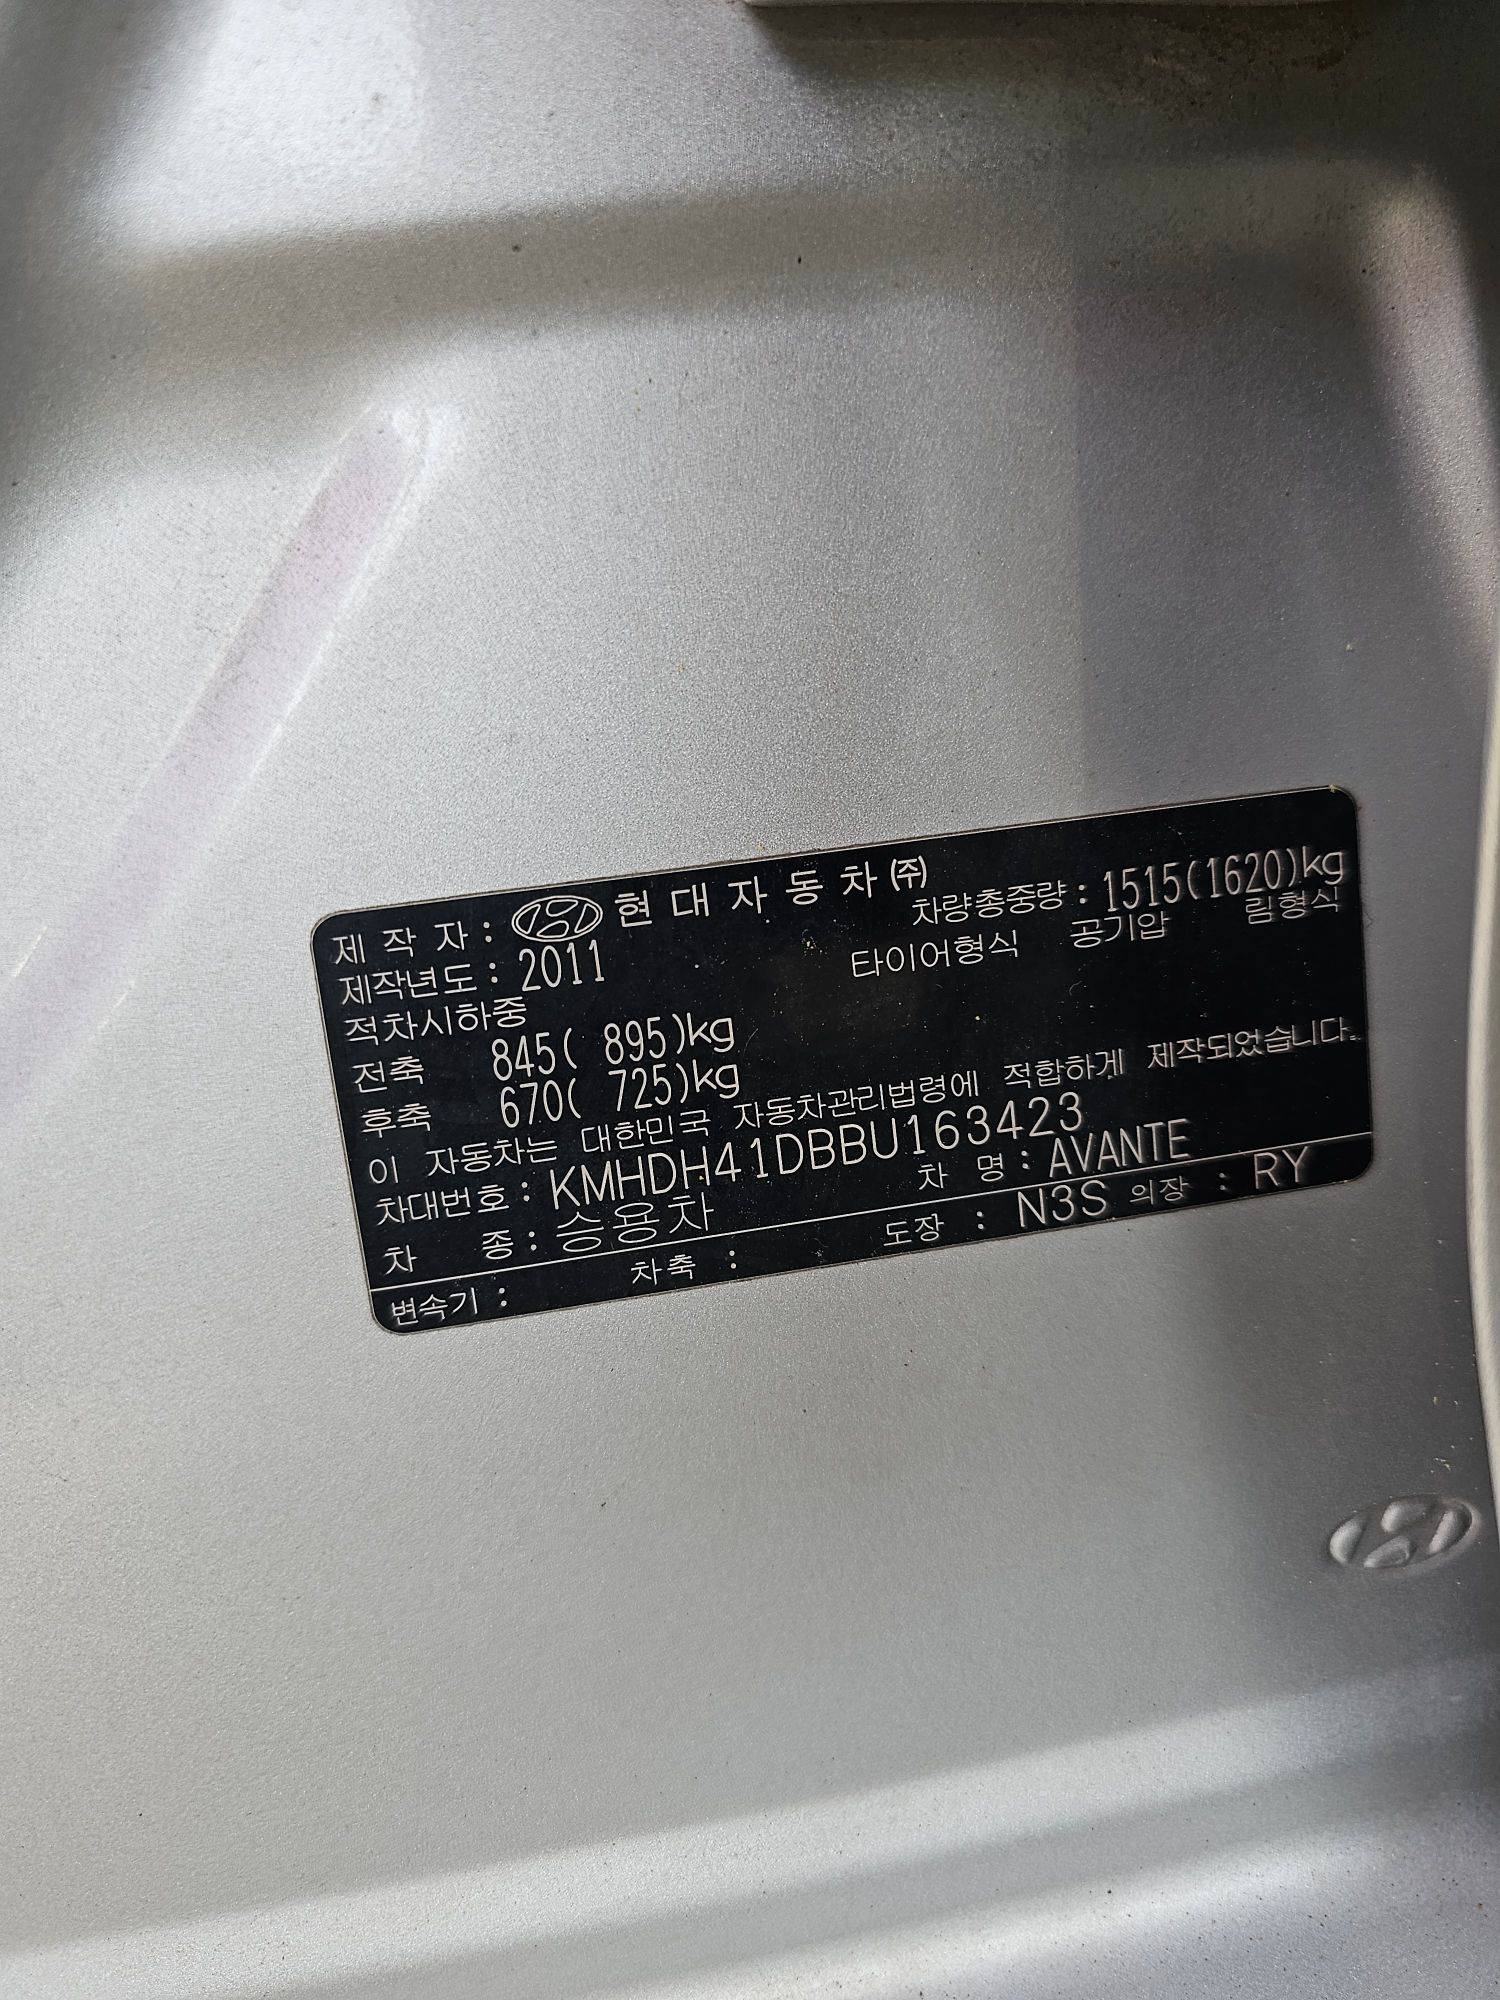 제 작 자 : 현 대 자 동 차 ㈜
제작년도 : 2011 차량총중량 : 1515(1620)kg
적차시하중 타이어형식 공기압 림형식
전축 845( 895)kg
후축 670( 725)kg
이 자동차는 대한민국 자동차관리법령에 적합하게 제작되었습니다.
차대번호 : KMHDH41DBBU163423
차 종 : 승용차 차 명 : AVANTE
변속기 : 차축 : 도장 : N3S 의장 : RY